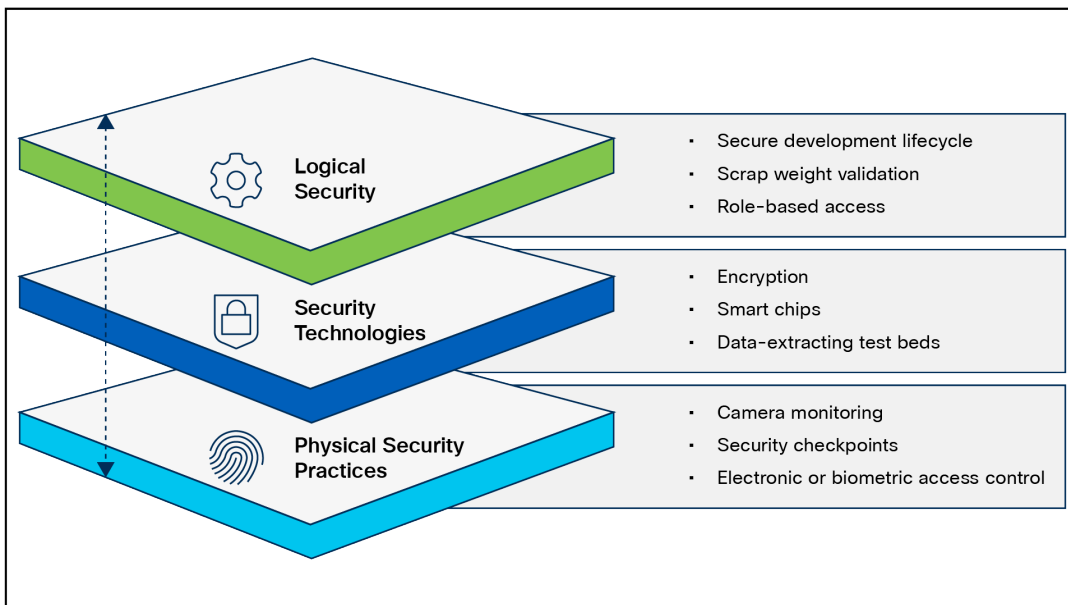 Logical
Security
▪ Secure development lifecycle
▪ Scrap weight validation
▪ Role-based access
Security
Technologies
▪ Encryption
▪ Smart chips
▪ Data-extracting test beds
Physical Security
Practices
▪ Camera monitoring
▪ Security checkpoints
▪ Electronic or biometric access control